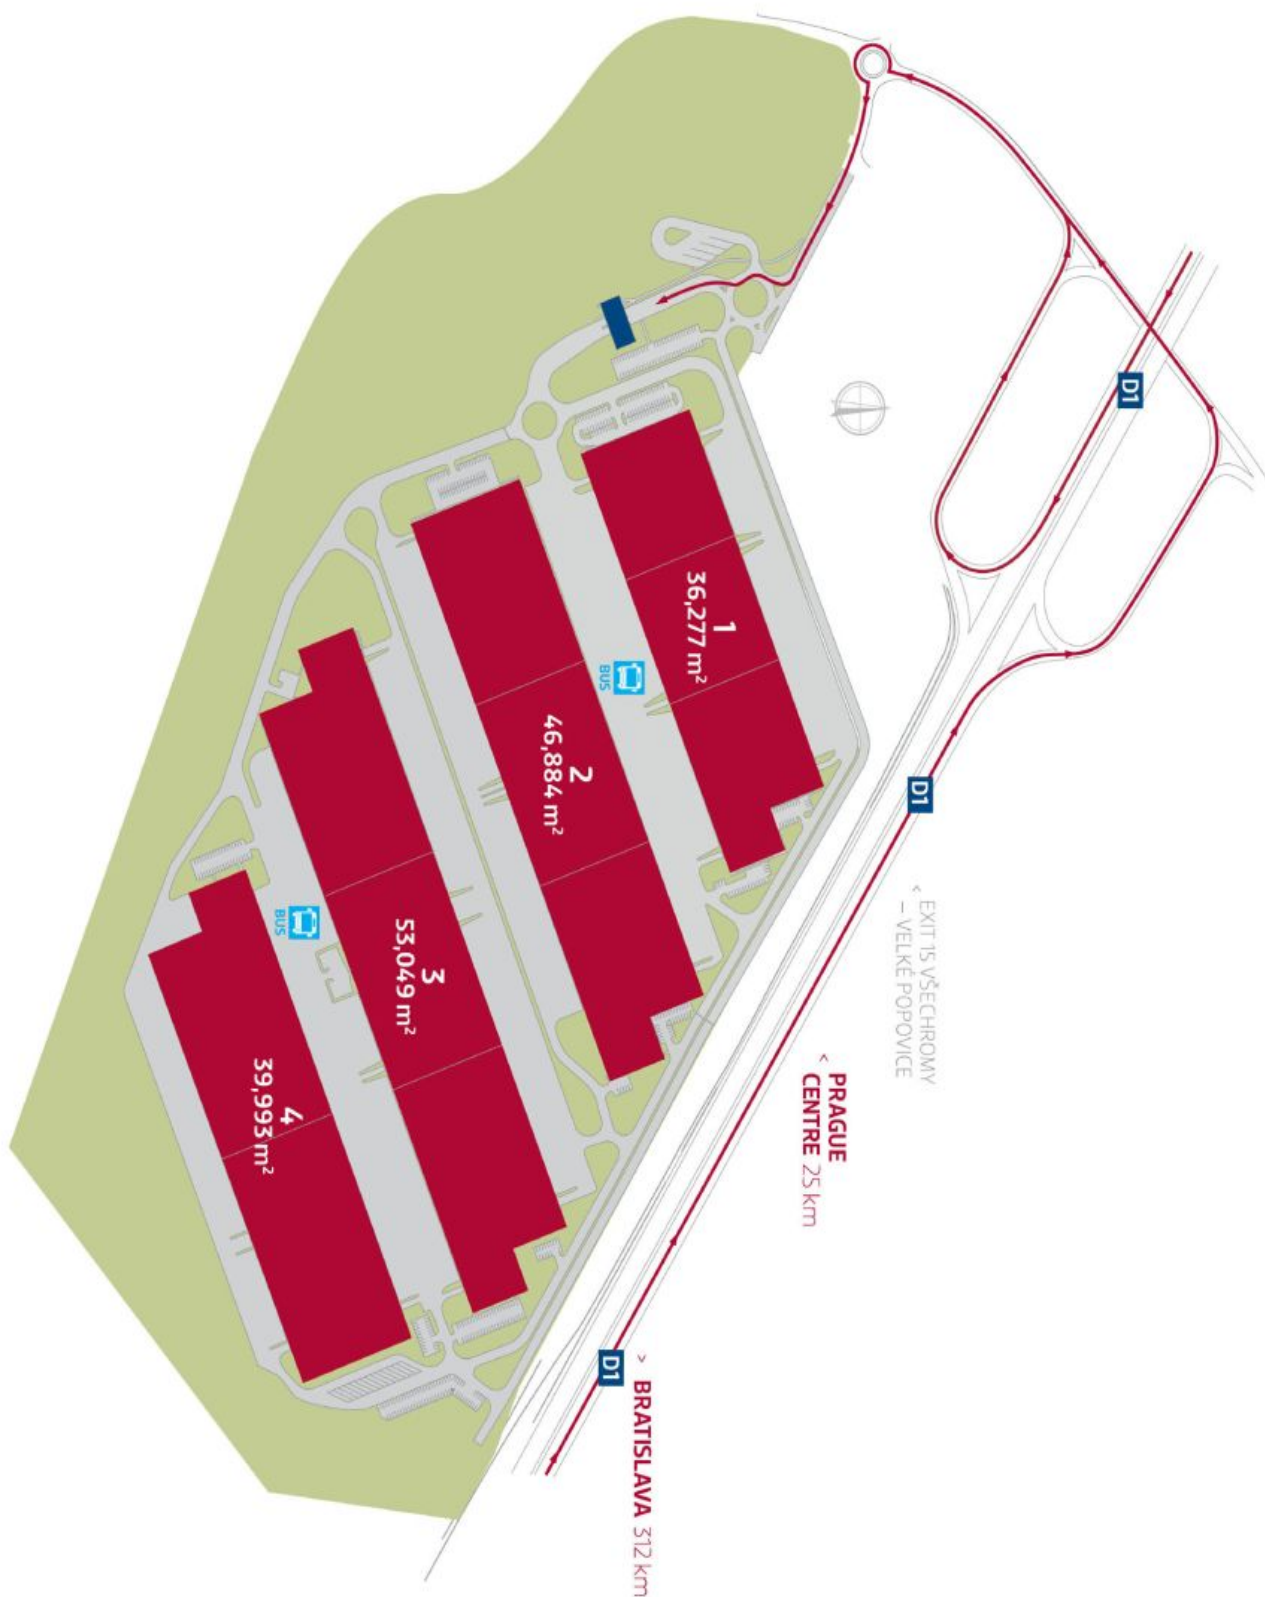 D1
D1
< EXIT 15 VŠECHROMY
– VELKÉ POPOVICE
PRAGUE
< CENTRE 25 km
D1
> BRATISLAVA 312 km
1
36,277 m²
BUS
2
46,884 m²
3
53,049 m²
BUS
4
39,993 m²